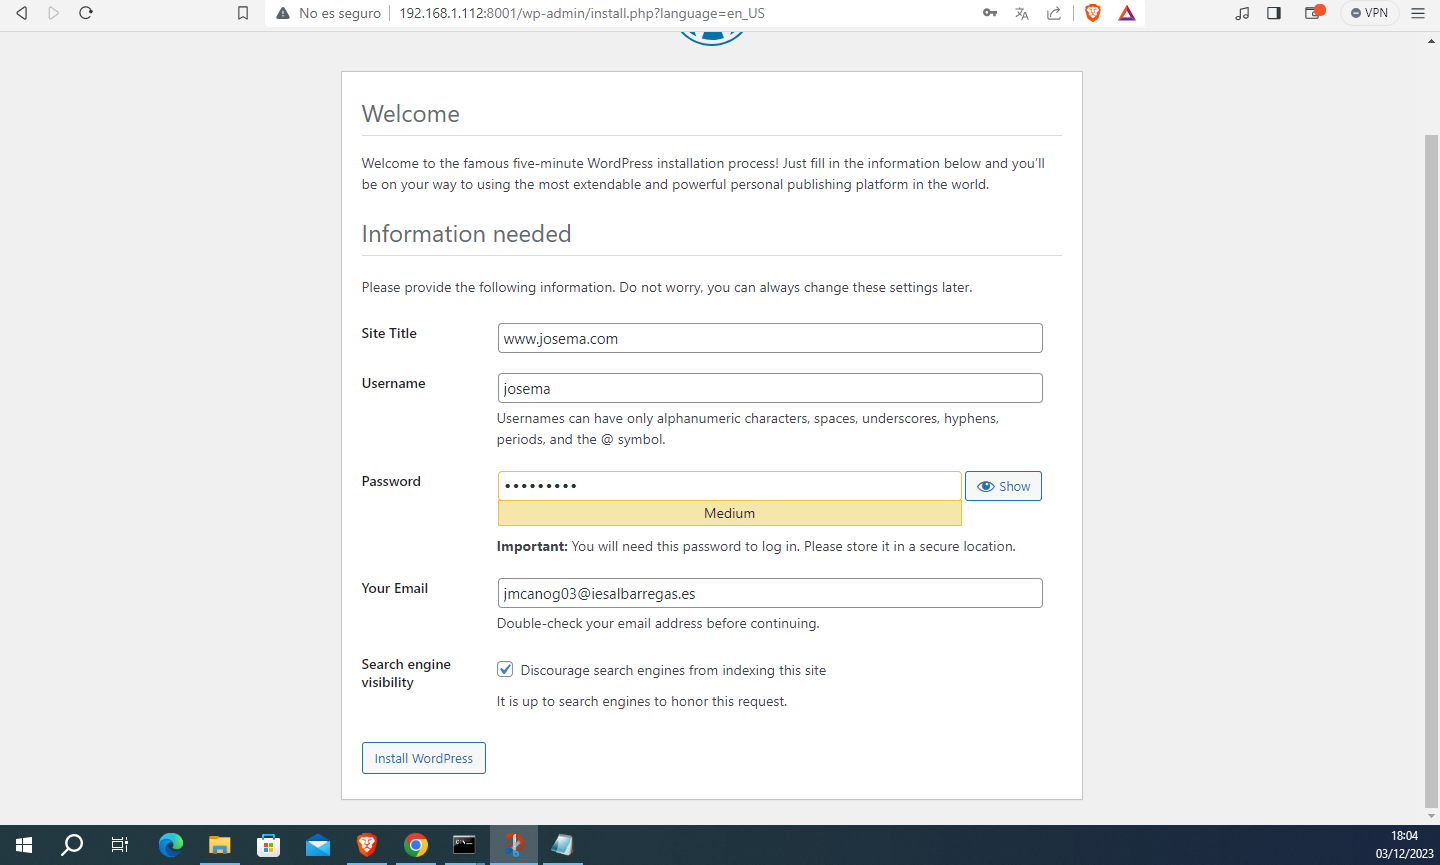 No es seguro
192.168.1.112:8001/wp-admin/install.php?language=en_US
VPN
Welcome
Welcome to the famous five-minute WordPress installation process! Just fill in the information below and you’ll
be on your way to using the most extendable and powerful personal publishing platform in the world.
Information needed
Please provide the following information. Do not worry, you can always change these settings later.
Site Title
www.josema.com
Username
josema
Usernames can have only alphanumeric characters, spaces, underscores, hyphens,
periods, and the @ symbol.
Password
•••••••••
Show
Medium
Important: You will need this password to log in. Please store it in a secure location.
Your Email
jmcanog03@iesalbarregas.es
Double-check your email address before continuing.
Search engine
visibility
Discourage search engines from indexing this site
It is up to search engines to honor this request.
Install WordPress
18:04
03/12/2023